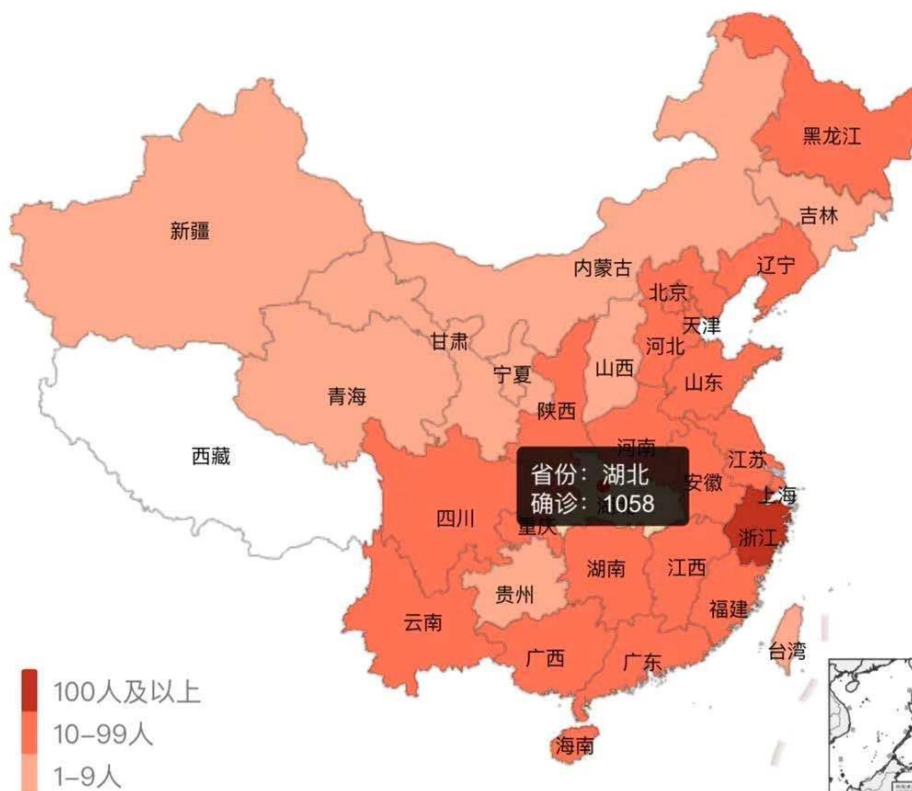 黑龙江
吉林
新疆
辽宁
内蒙古
北京
天津
甘肃
河北
宁夏
山西
山东
青海
陕西
河南
西藏
江苏
省份：湖北
安徽
上海
确诊：1058
四川
重庆
浙江
湖南
江西
贵州
福建
云南
台湾
广西
广东
100人及以上
10-99人
海南
1-9人